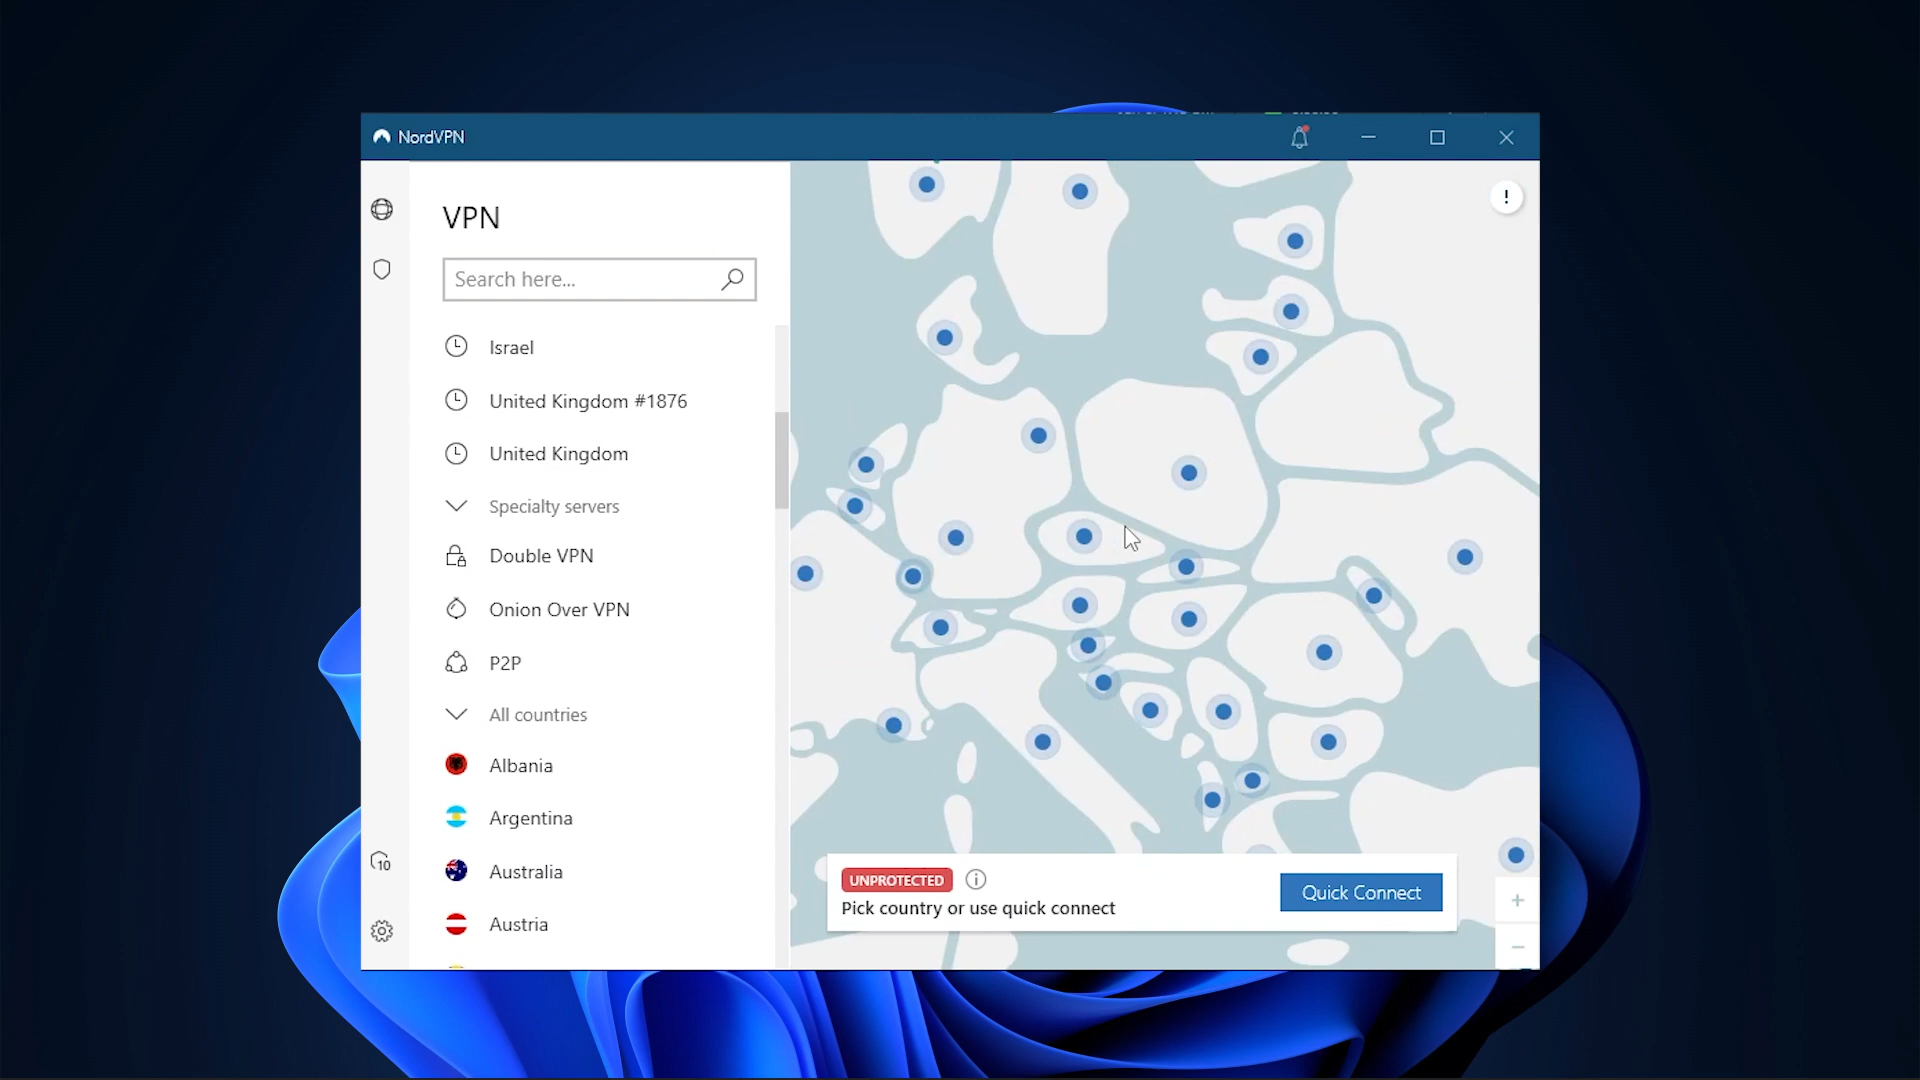 NordVPN
VPN
Search here...
Israel
United Kingdom #1876
United Kingdom
Specialty servers
Double VPN
Onion Over VPN
P2P
All countries
Albania
Argentina
Australia
Austria
10
!
UNPROTECTED
Pick country or use quick connect
Quick Connect
+
−